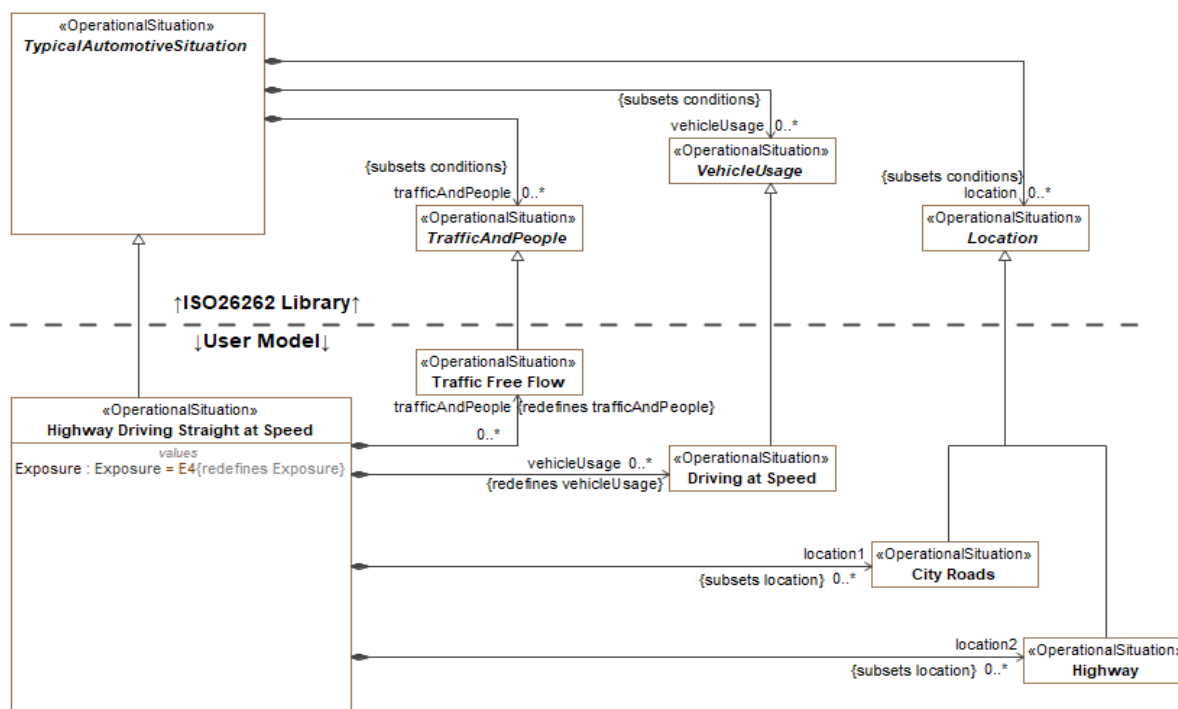 «OperationalSituation»
TypicalAutomotiveSituation
{subsets conditions}
vehicleUsage 0..*
«OperationalSituation»
VehicleUsage
{subsets conditions}
trafficAndPeople 0..*
«OperationalSituation»
TrafficAndPeople
{subsets conditions}
location 0..*
«OperationalSituation»
Location
↑ISO26262 Library↑
↓User Model↓
«OperationalSituation»
Traffic Free Flow
trafficAndPeople {redefines trafficAndPeople}
0..*
«OperationalSituation»
Highway Driving Straight at Speed
values
Exposure : Exposure = E4{redefines Exposure}
vehicleUsage 0..*
{redefines vehicleUsage}
«OperationalSituation»
Driving at Speed
location1
{subsets location} 0..*
«OperationalSituation»
City Roads
location2
{subsets location} 0..*
«OperationalSituation»
Highway